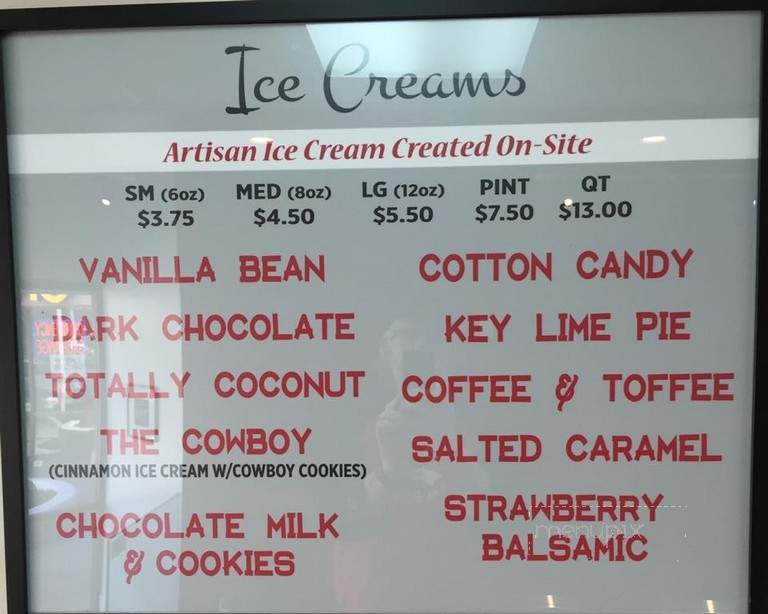 Ice Creams
Artisan Ice Cream Created On-Site
SM (6oz) MED (8oz) LG (12oz) PINT QT
$3.75 $4.50 $5.50 $7.50 $13.00
VANILLA BEAN
DARK CHOCOLATE
TOTALLY COCONUT
THE COWBOY
(CINNAMON ICE CREAM W/COWBOY COOKIES)
CHOCOLATE MILK
& COOKIES
COTTON CANDY
KEY LIME PIE
COFFEE & TOFFEE
SALTED CARAMEL
STRAWBERRY
BALSAMIC
menupix